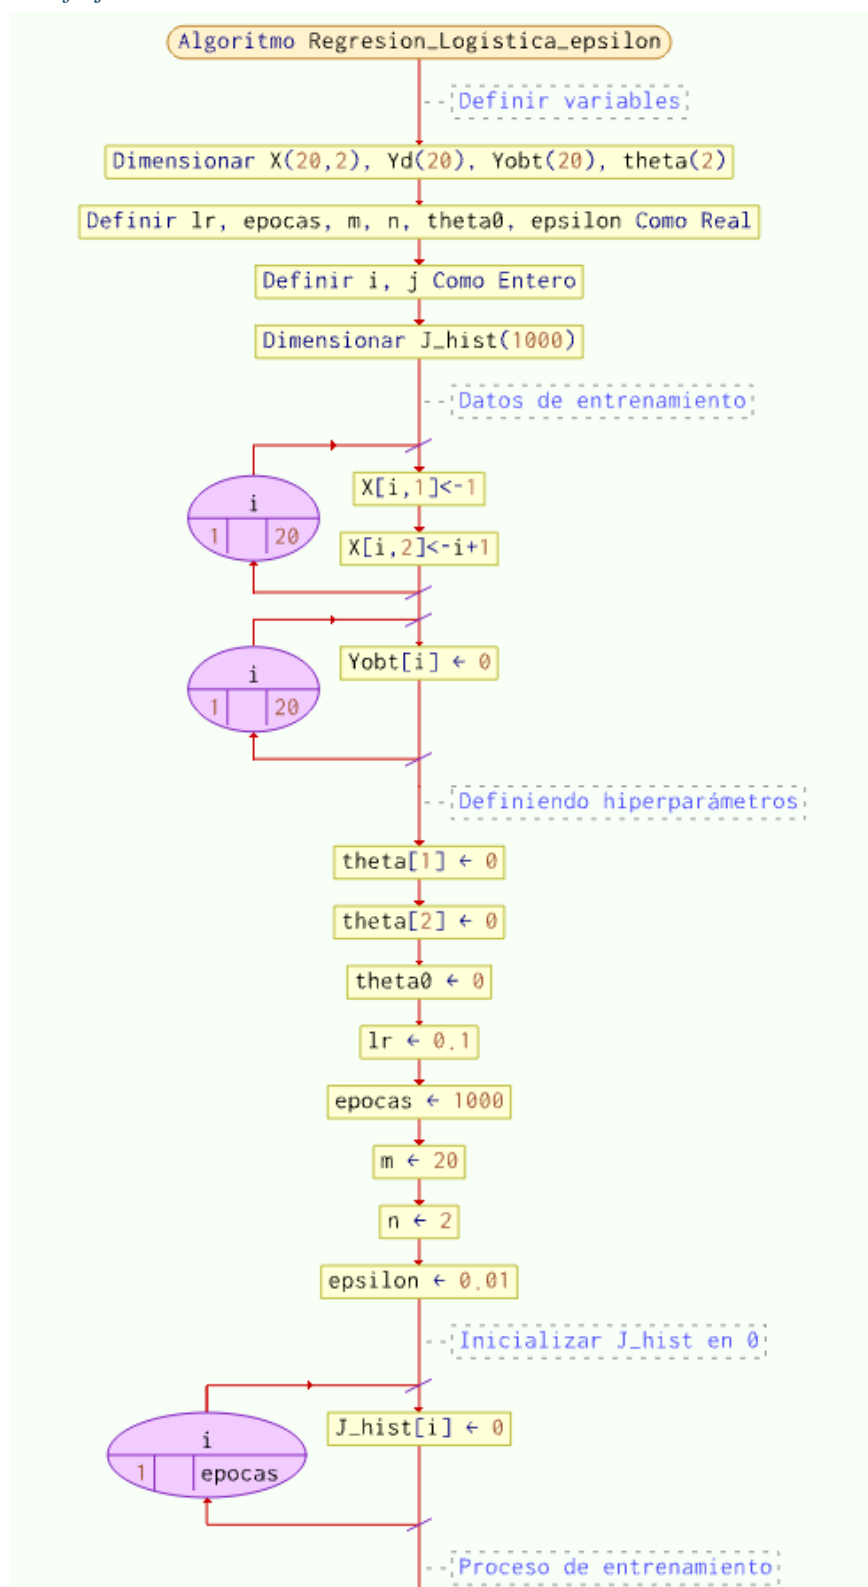 Algoritmo Regresion_Logistica_epsilon
Definir variables
Dimensionar X(20,2), Yd(20), Yobt(20), theta(2)
Definir lr, epocas, m, n, theta0, epsilon Como Real
Definir i, j Como Entero
Dimensionar J_hist(1000)
Datos de entrenamiento
X[i,1]<-1
i
1 20
X[i,2]<-i+1
Yobt[i] ← 0
i
1 20
Definiendo hiperparámetros
theta[1] ← 0
theta[2] ← 0
theta0 ← 0
lr ← 0.1
epocas ← 1000
m ← 20
n ← 2
epsilon ← 0.01
Inicializar J_hist en 0
J_hist[i] ← 0
i
1 epocas
Proceso de entrenamiento